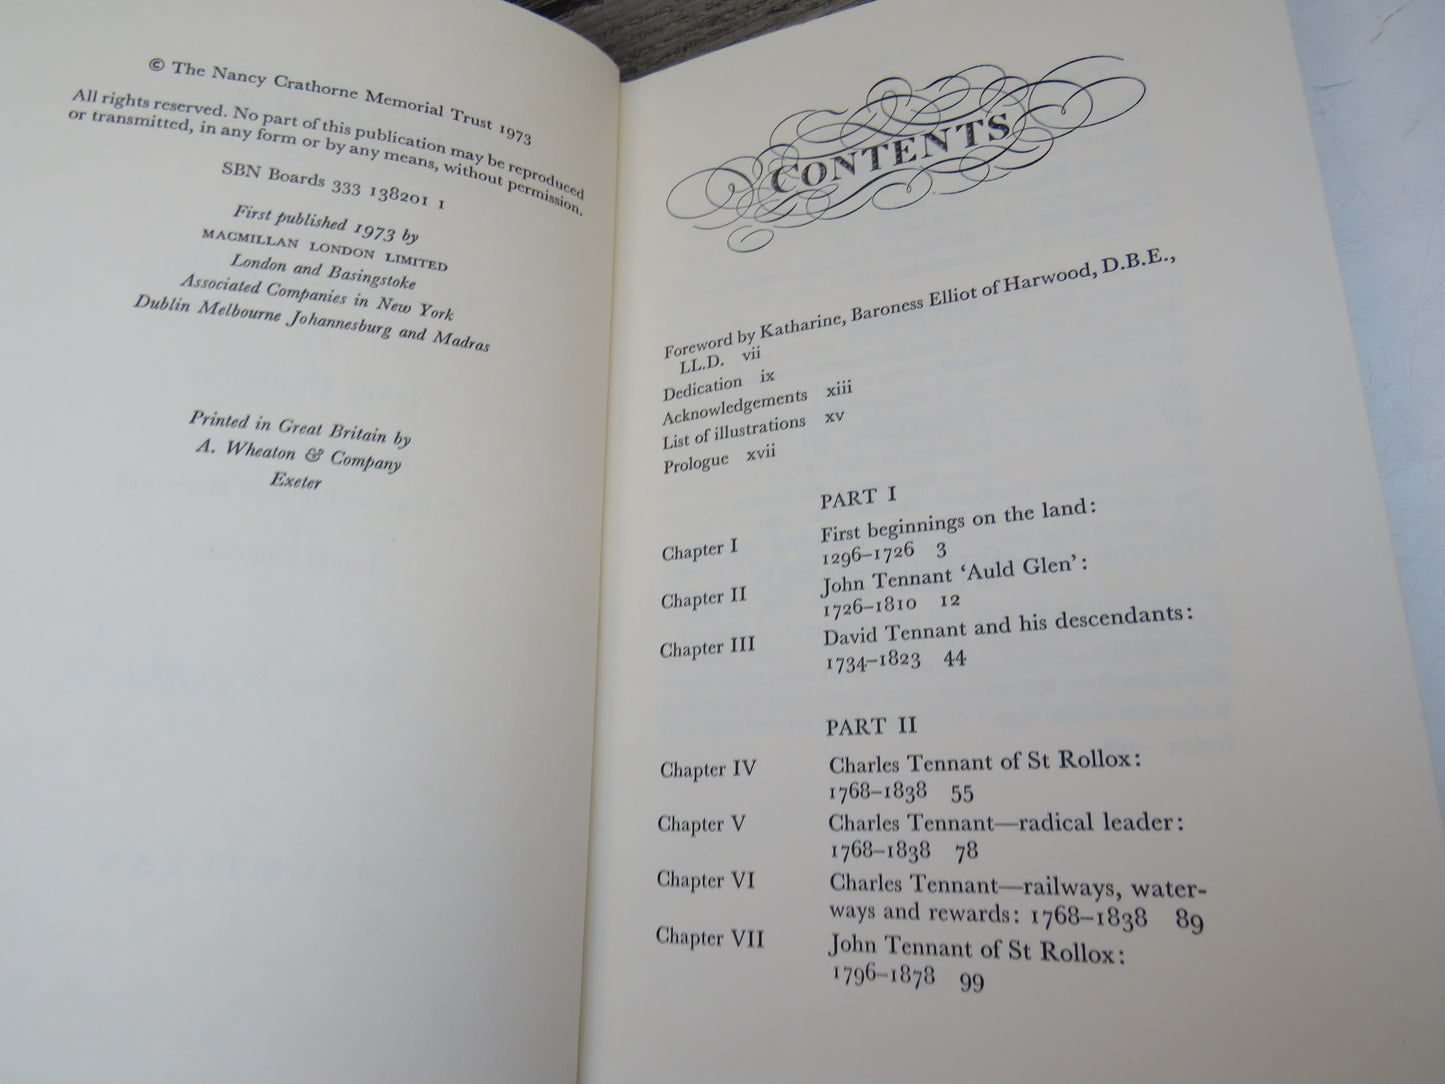 © The Nancy Crathorne Memorial Trust 1973
All rights reserved. No part of this publication may be reproduced
or transmitted, in any form or by any means, without permission.
SBN Boards 333 138201 1
First published 1973 by
MACMILLAN LONDON LIMITED
London and Basingstoke
Associated Companies in New York
Dublin Melbourne Johannesburg and Madras
Printed in Great Britain by
A. Wheaton & Company
Exeter
CONTENTS
Foreword by Katharine, Baroness Elliot of Harwood, D.B.E.,
LL.D. vii
Dedication ix
Acknowledgements xiii
List of illustrations xv
Prologue xvii
PART I
Chapter I First beginnings on the land:
1296–1726 3
Chapter II John Tennant ‘Auld Glen’:
1726–1810 12
Chapter III David Tennant and his descendants:
1734–1823 44
PART II
Chapter IV Charles Tennant of St Rollox:
1768–1838 55
Chapter V Charles Tennant—radical leader:
1768–1838 78
Chapter VI Charles Tennant—railways, water-
ways and rewards: 1768–1838 89
Chapter VII John Tennant of St Rollox:
1796–1878 99